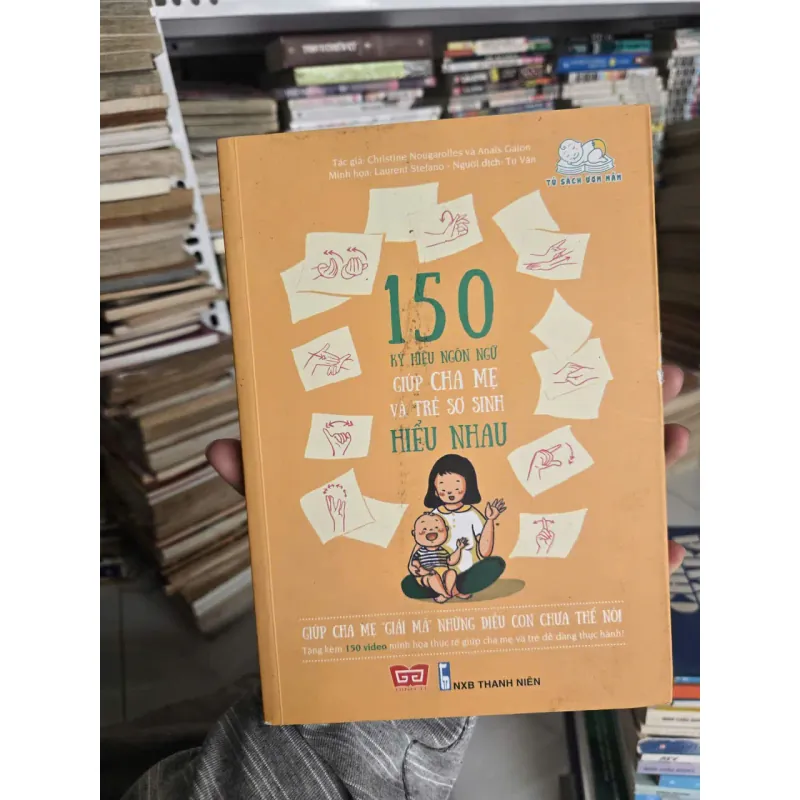 Tác giả: Christine Nougarolles và Anaïs Galon
Minh họa: Laurent Stefano - Người dịch: Tư Vân
TỦ SÁCH ƯƠM MẦM
150
KÝ HIỆU NGÔN NGỮ
GIÚP CHA MẸ
VÀ TRẺ SƠ SINH
HIỂU NHAU
GIÚP CHA MẸ "GIẢI MÃ" NHỮNG ĐIỀU CON CHƯA THỂ NÓI
Tặng kèm 150 video minh họa thực tế giúp cha mẹ và trẻ dễ dàng thực hành!
NXB THANH NIÊN